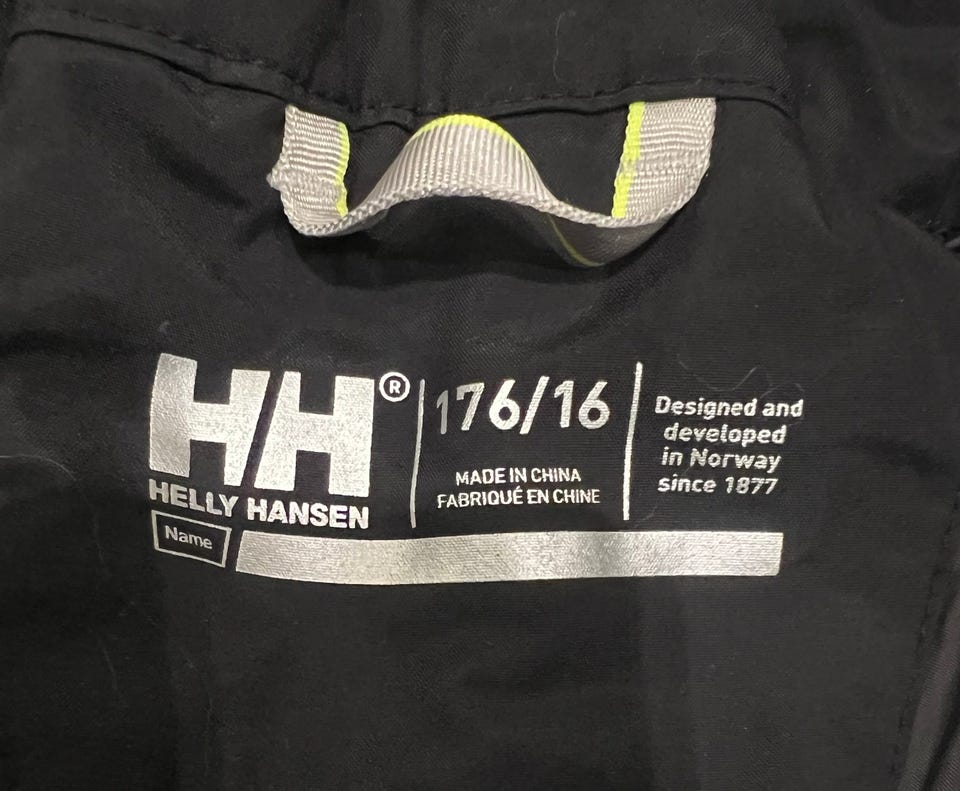 HH®
HELLY HANSEN
Name
176/16
MADE IN CHINA
FABRIQUÉ EN CHINE
Designed and
developed
in Norway
since 1877